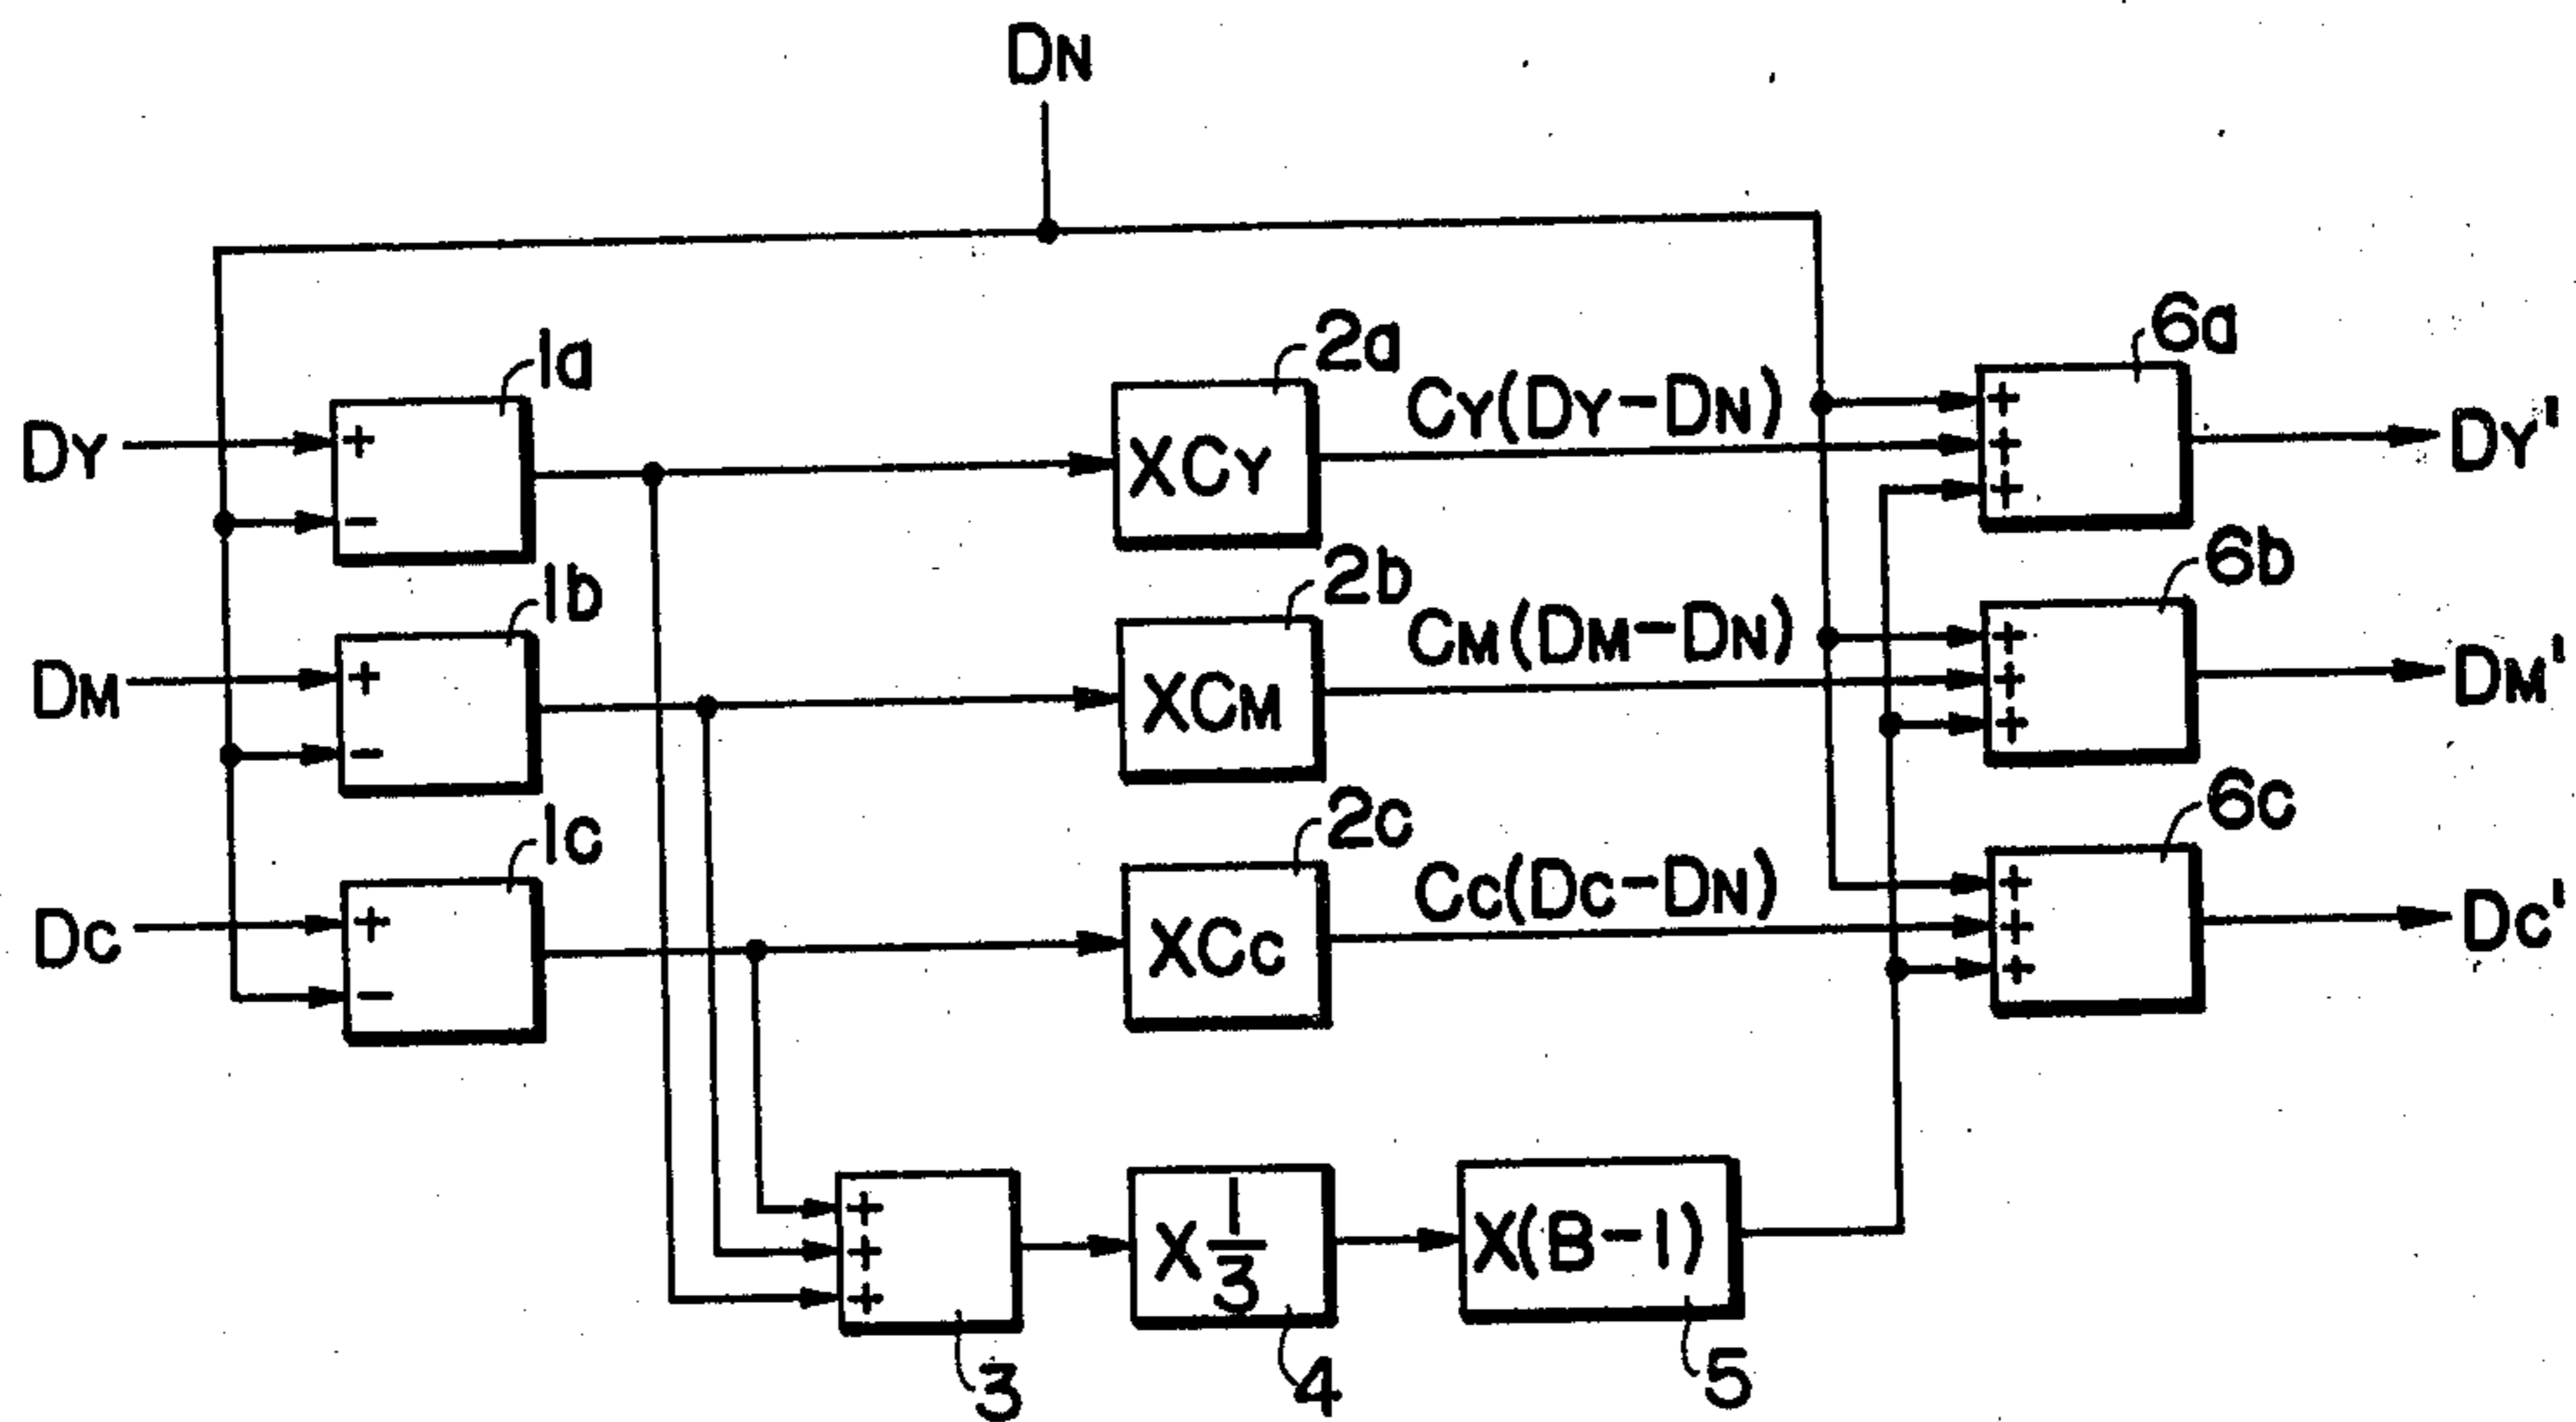 DN
1a
2a
6a
DY
+
−
XCY
CY(DY−DN)
+
+
+
DY'
1b
2b
6b
DM
+
−
XCM
CM(DM−DN)
+
+
+
DM'
1c
2c
6c
DC
+
−
XCC
CC(DC−DN)
+
+
+
DC'
+
+
+
X 1/3
X(B−1)
3
4
5